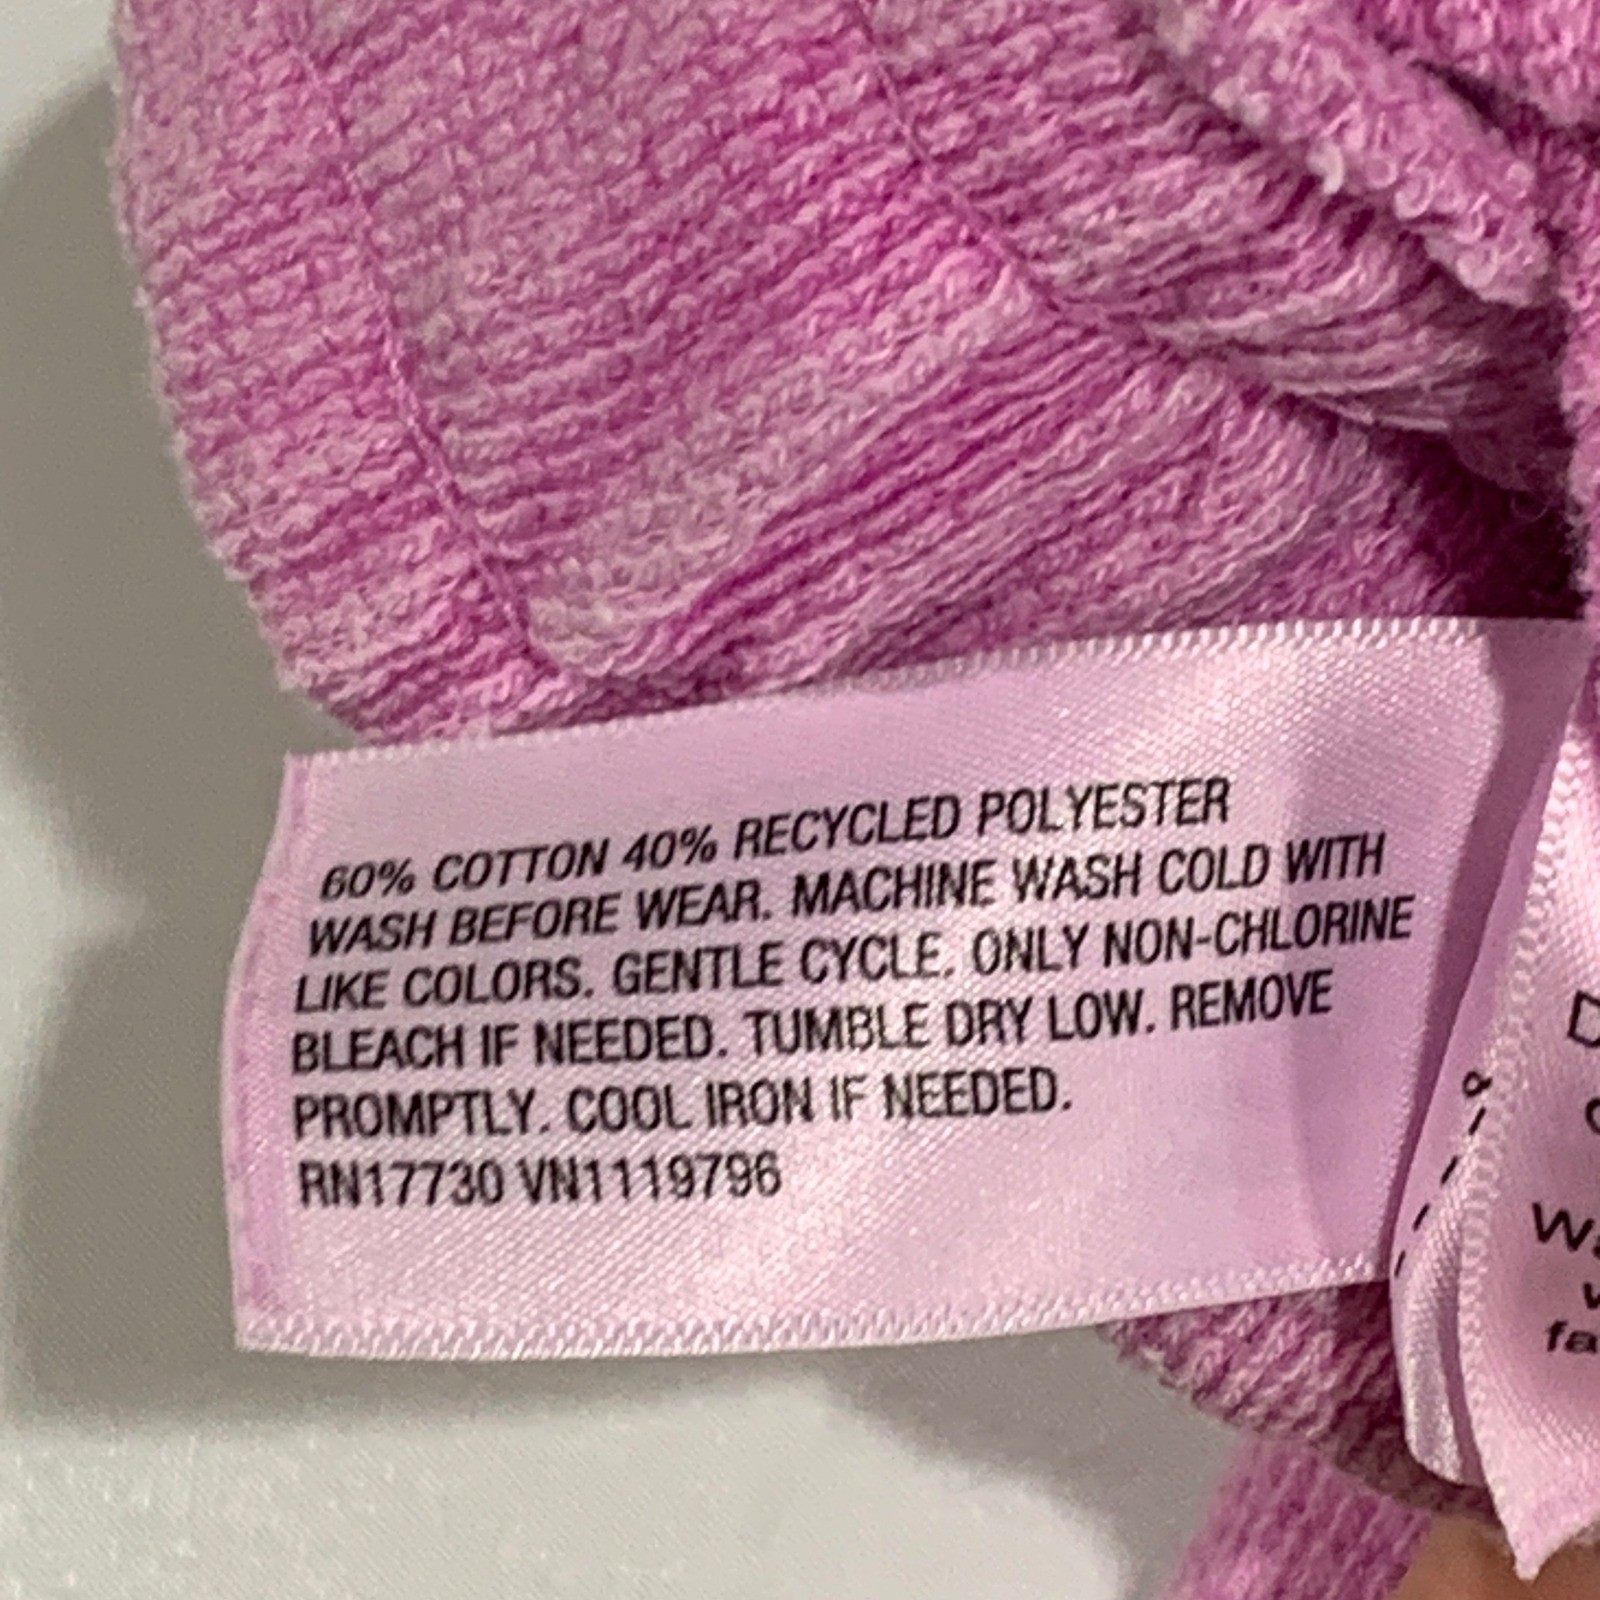 60% COTTON 40% RECYCLED POLYESTER
WASH BEFORE WEAR. MACHINE WASH COLD WITH
LIKE COLORS. GENTLE CYCLE. ONLY NON-CHLORINE
BLEACH IF NEEDED. TUMBLE DRY LOW. REMOVE
PROMPTLY. COOL IRON IF NEEDED.
RN17730 VN1119796